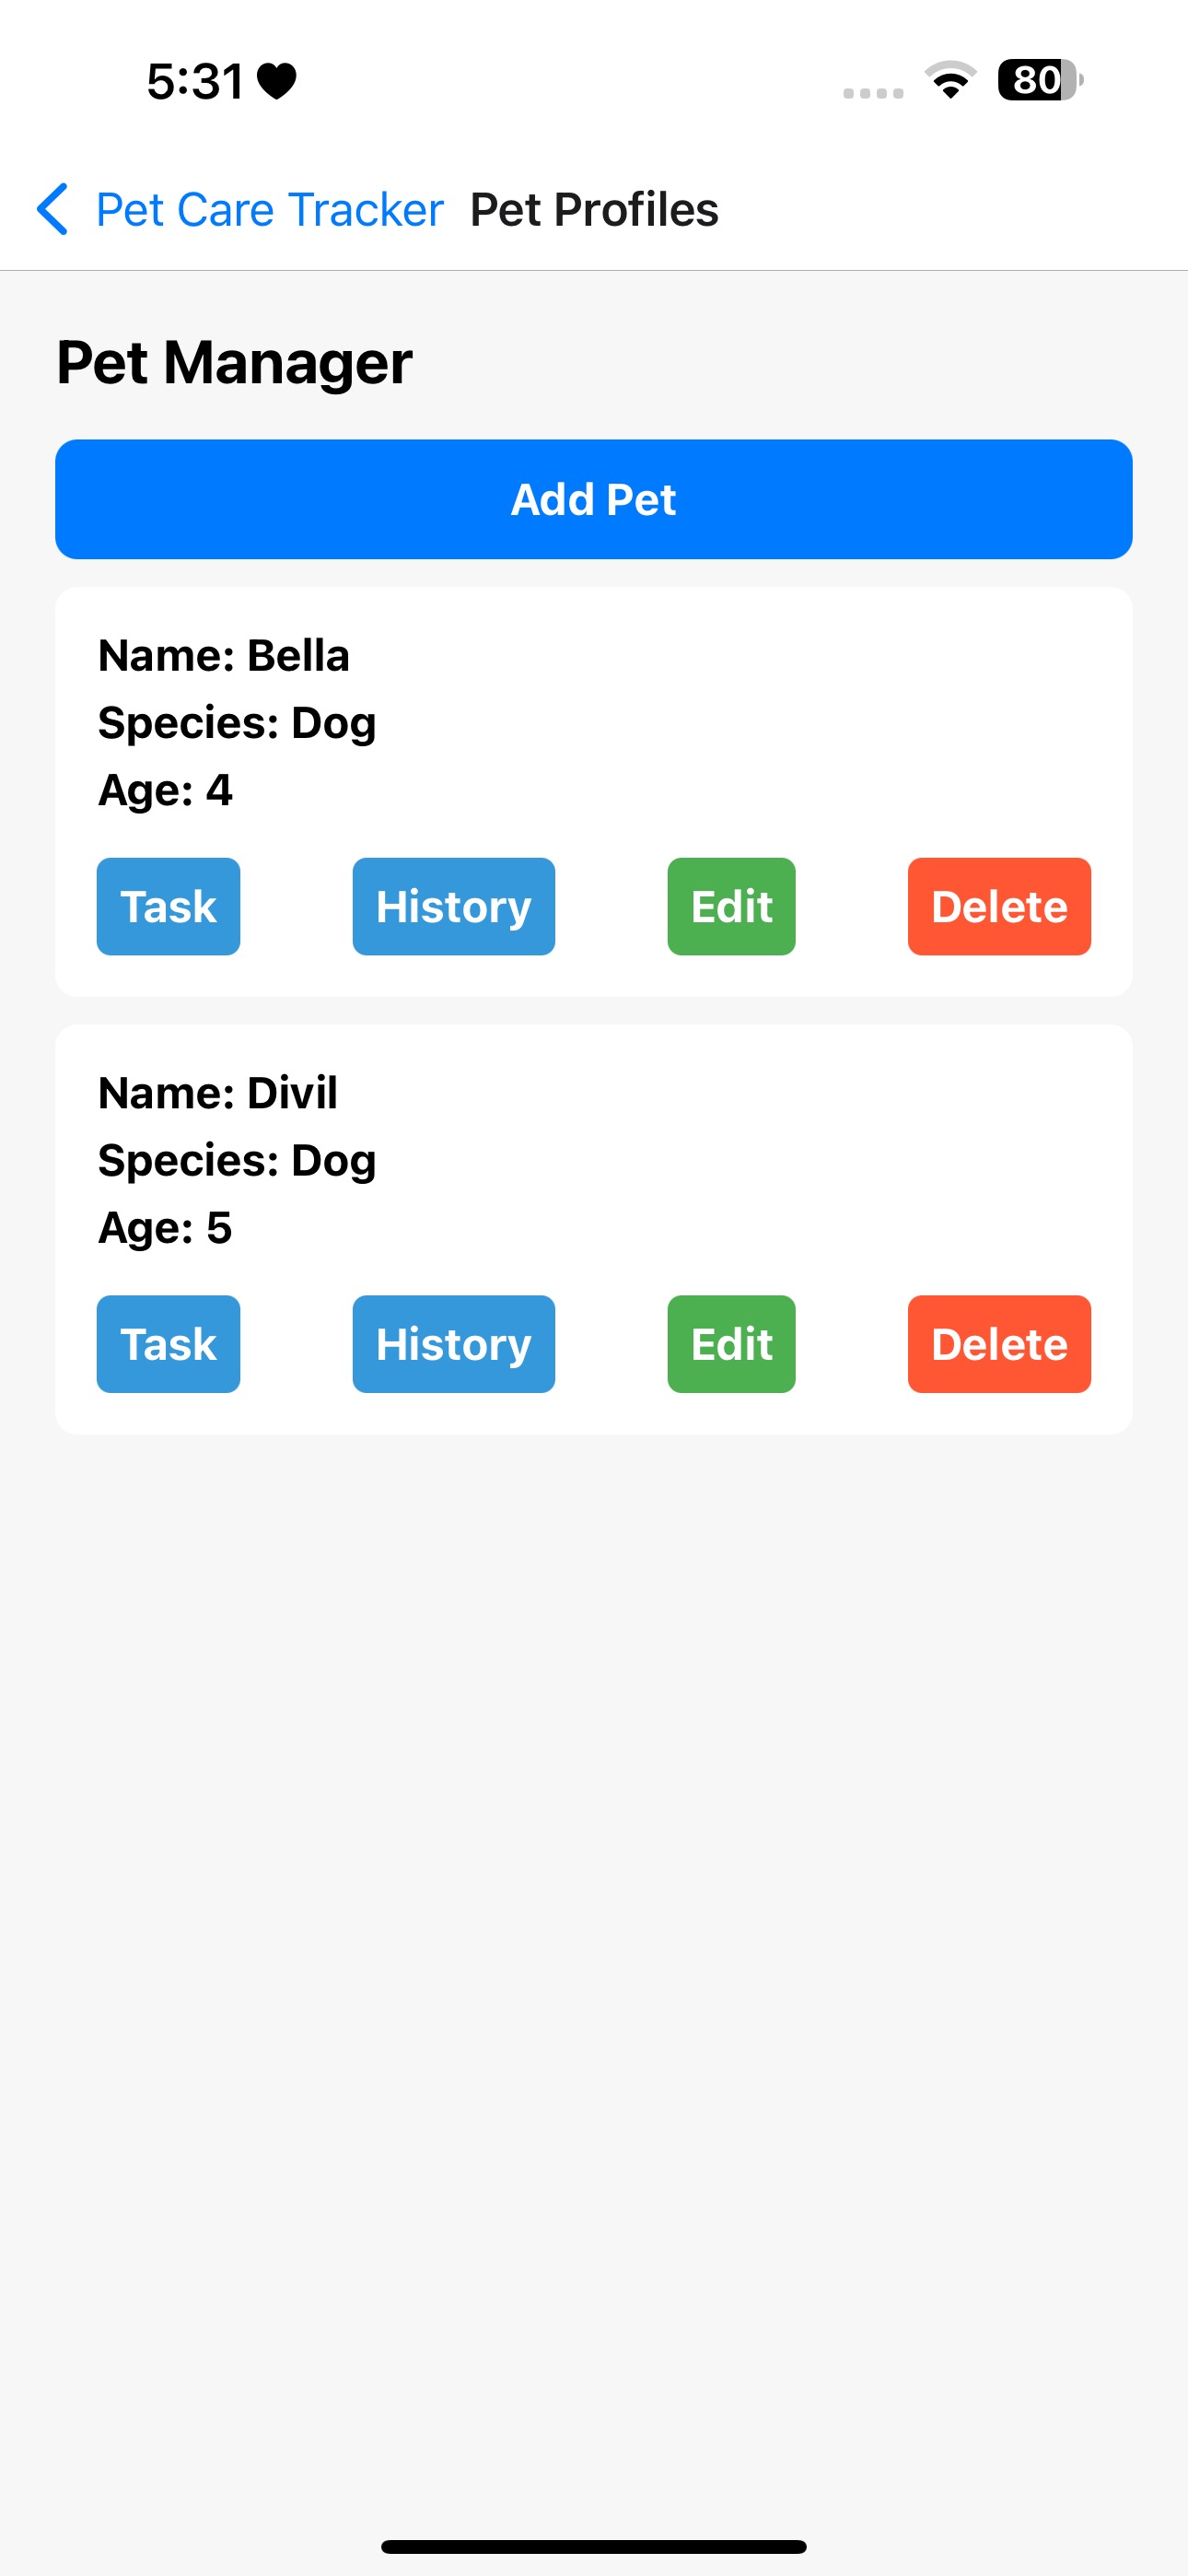 5:31 80
Pet Care Tracker Pet Profiles
Pet Manager
Add Pet
Name: Bella
Species: Dog
Age: 4
Task History Edit Delete
Name: Divil
Species: Dog
Age: 5
Task History Edit Delete